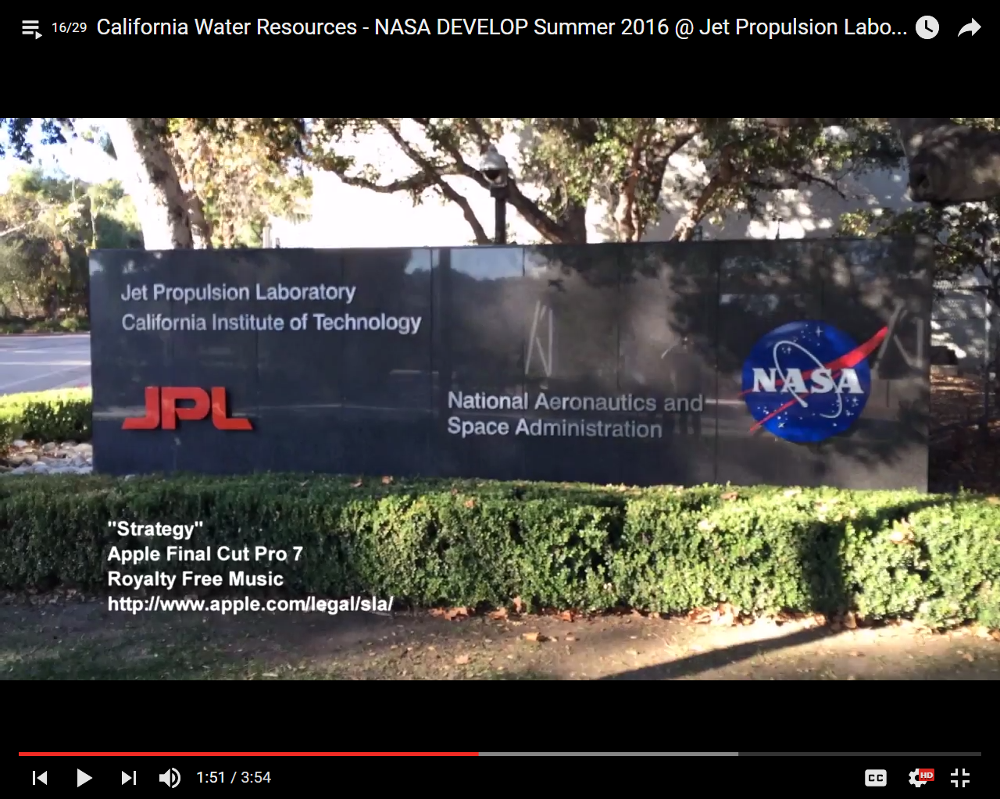 16/29 California Water Resources - NASA DEVELOP Summer 2016 @ Jet Propulsion Labo...
Jet Propulsion Laboratory
California Institute of Technology
JPL
National Aeronautics and
Space Administration
NASA
"Strategy"
Apple Final Cut Pro 7
Royalty Free Music
http://www.apple.com/legal/sla/
1:51 / 3:54
CC
HD